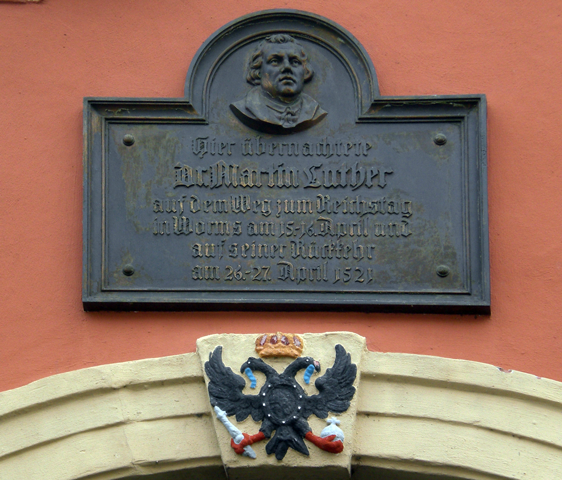 Hier übernachtete
Dr. Martin Luther
auf dem Weg zum Reichstag
in Worms am 15.-16. April und
auf seiner Rückkehr
am 26.-27. April 1521